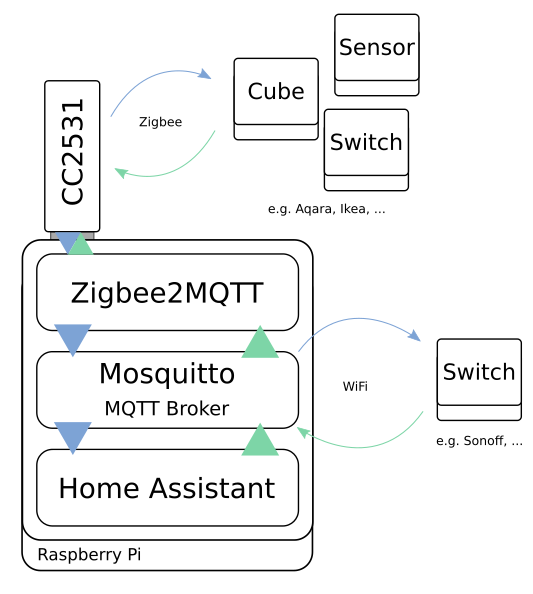 Sensor
Cube
CC2531
Zigbee
Switch
e.g. Aqara, Ikea, ...
Zigbee2MQTT
Mosquitto
MQTT Broker
WiFi
Switch
e.g. Sonoff, ...
Home Assistant
Raspberry Pi